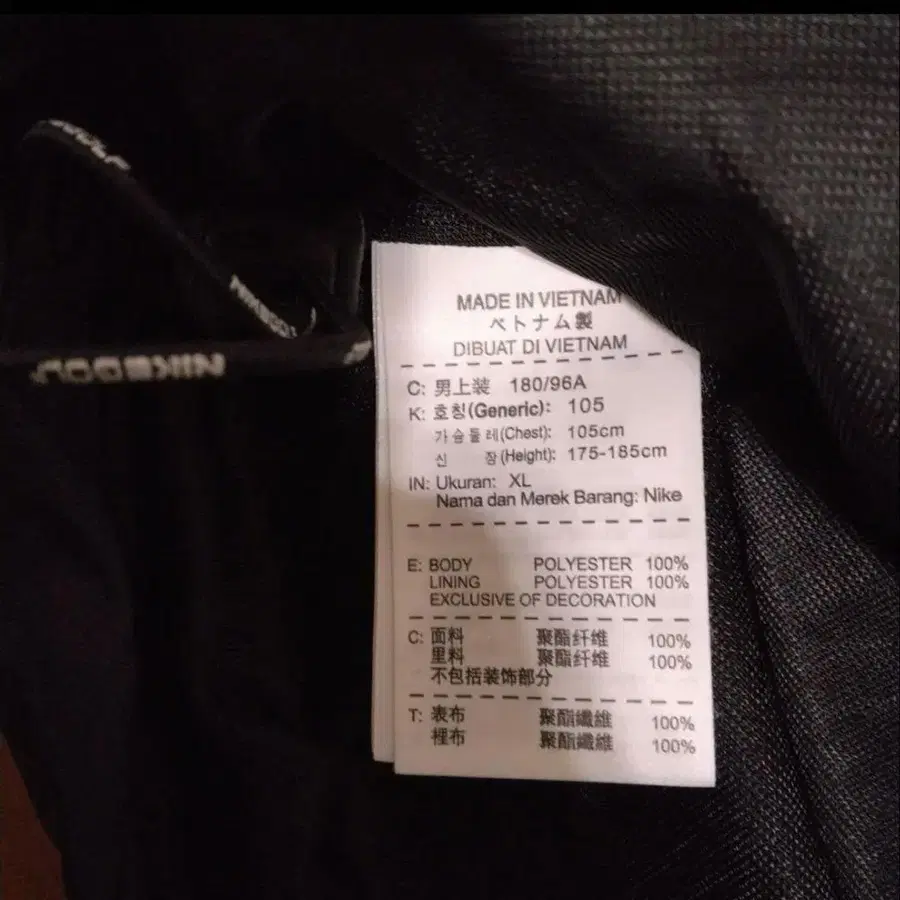 MADE IN VIETNAM
ベトナム製
DIBUAT DI VIETNAM
C: 男上装 180/96A
K: 호칭(Generic): 105
가슴둘레(Chest): 105cm
신 장(Height): 175-185cm
IN: Ukuran: XL
Nama dan Merek Barang: Nike
E: BODY POLYESTER 100%
LINING POLYESTER 100%
EXCLUSIVE OF DECORATION
C: 面料 聚酯纤维 100%
里料 聚酯纤维 100%
不包括装饰部分
T: 表布 聚酯纖維 100%
裡布 聚酯纖維 100%